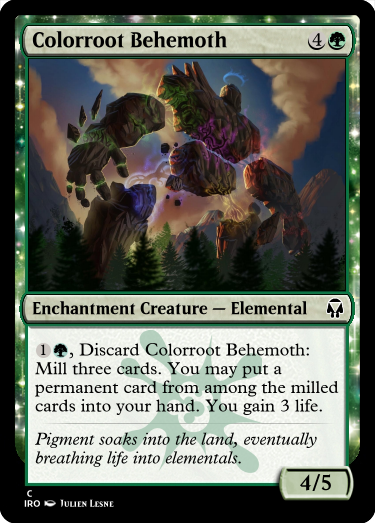 Colorroot Behemoth 4
Enchantment Creature — Elemental
1, Discard Colorroot Behemoth:
Mill three cards. You may put a
permanent card from among the milled
cards into your hand. You gain 3 life.
Pigment soaks into the land, eventually
breathing life into elementals.
4/5
C
IRO Julien Lesne